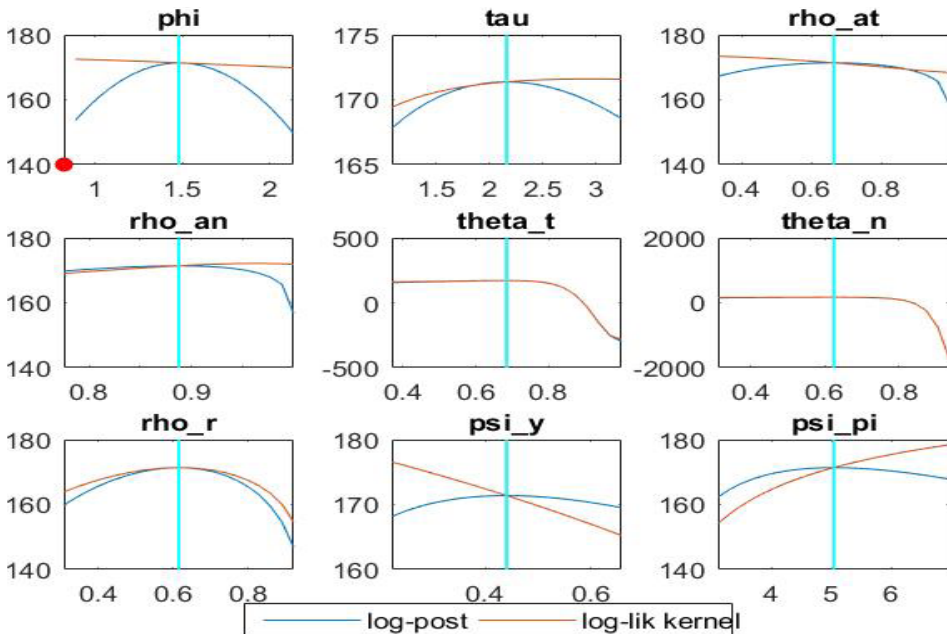 phi tau rho_at
180 175 180
160 170 160
140 165 140
1 1.5 2 1.5 2 2.5 3 0.4 0.6 0.8
rho_an theta_t theta_n
180 500 2000
160 0 0
140 -500 -2000
0.8 0.9 0.4 0.6 0.8 0.4 0.6 0.8
rho_r psi_y psi_pi
180 180 180
160 170 160
140 160 140
0.4 0.6 0.8 0.4 0.6 4 5 6
log-post log-lik kernel